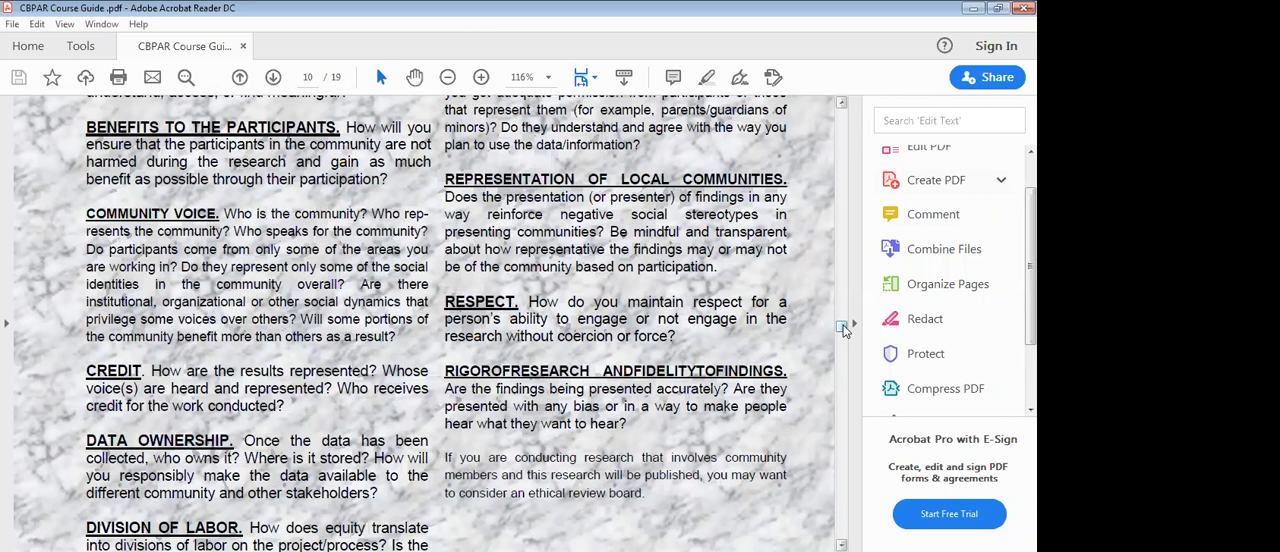 CBPAR Course Guide .pdf - Adobe Acrobat Reader DC
File Edit View Window Help
Home Tools CBPAR Course Gui... × Sign In
10 / 19 116% Share
understand, access, or find meaningful?
BENEFITS TO THE PARTICIPANTS. How will you
ensure that the participants in the community are not
harmed during the research and gain as much
benefit as possible through their participation?
COMMUNITY VOICE. Who is the community? Who rep-
resents the community? Who speaks for the community?
Do participants come from only some of the areas you
are working in? Do they represent only some of the social
identities in the community overall? Are there
institutional, organizational or other social dynamics that
privilege some voices over others? Will some portions of
the community benefit more than others as a result?
CREDIT. How are the results represented? Whose
voice(s) are heard and represented? Who receives
credit for the work conducted?
DATA OWNERSHIP. Once the data has been
collected, who owns it? Where is it stored? How will
you responsibly make the data available to the
different community and other stakeholders?
DIVISION OF LABOR. How does equity translate
into divisions of labor on the project/process? Is the
you get adequate permission from participants or those
that represent them (for example, parents/guardians of
minors)? Do they understand and agree with the way you
plan to use the data/information?
REPRESENTATION OF LOCAL COMMUNITIES.
Does the presentation (or presenter) of findings in any
way reinforce negative social stereotypes in
presenting communities? Be mindful and transparent
about how representative the findings may or may not
be of the community based on participation.
RESPECT. How do you maintain respect for a
person's ability to engage or not engage in the
research without coercion or force?
RIGOROFRESEARCH ANDFIDELITYTOFINDINGS.
Are the findings being presented accurately? Are they
presented with any bias or in a way to make people
hear what they want to hear?
If you are conducting research that involves community
members and this research will be published, you may want
to consider an ethical review board.
Search 'Edit Text'
Edit PDF
Create PDF
Comment
Combine Files
Organize Pages
Redact
Protect
Compress PDF
Acrobat Pro with E-Sign
Create, edit and sign PDF
forms & agreements
Start Free Trial